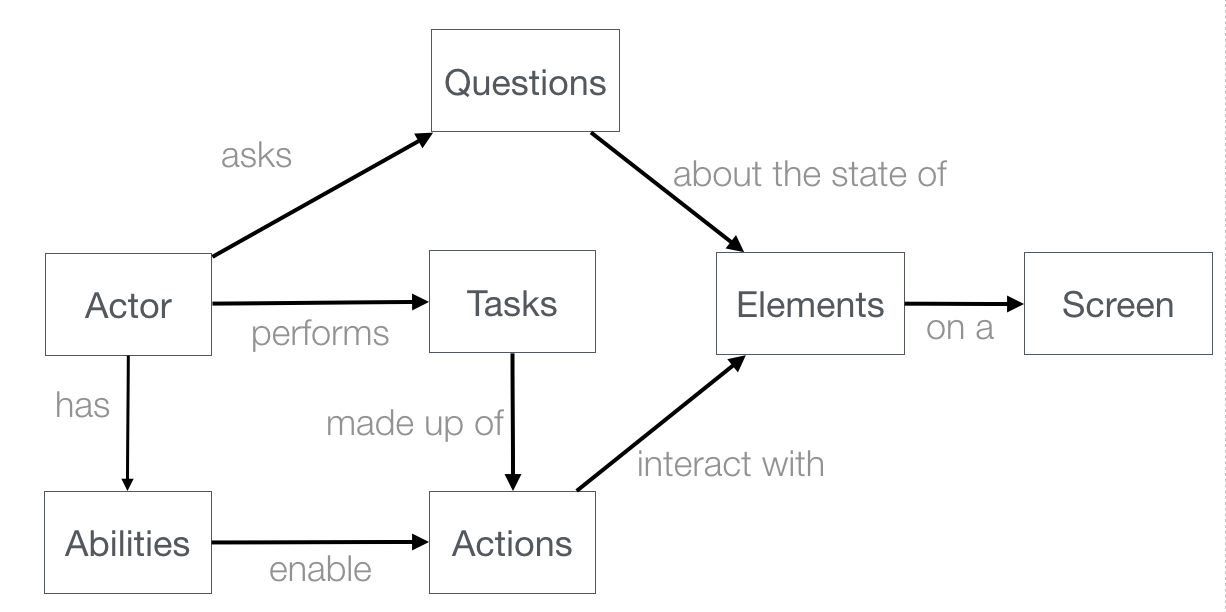 Questions
asks
about the state of
Actor
Tasks
Elements
Screen
performs
on a
has
made up of
interact with
Abilities
Actions
enable